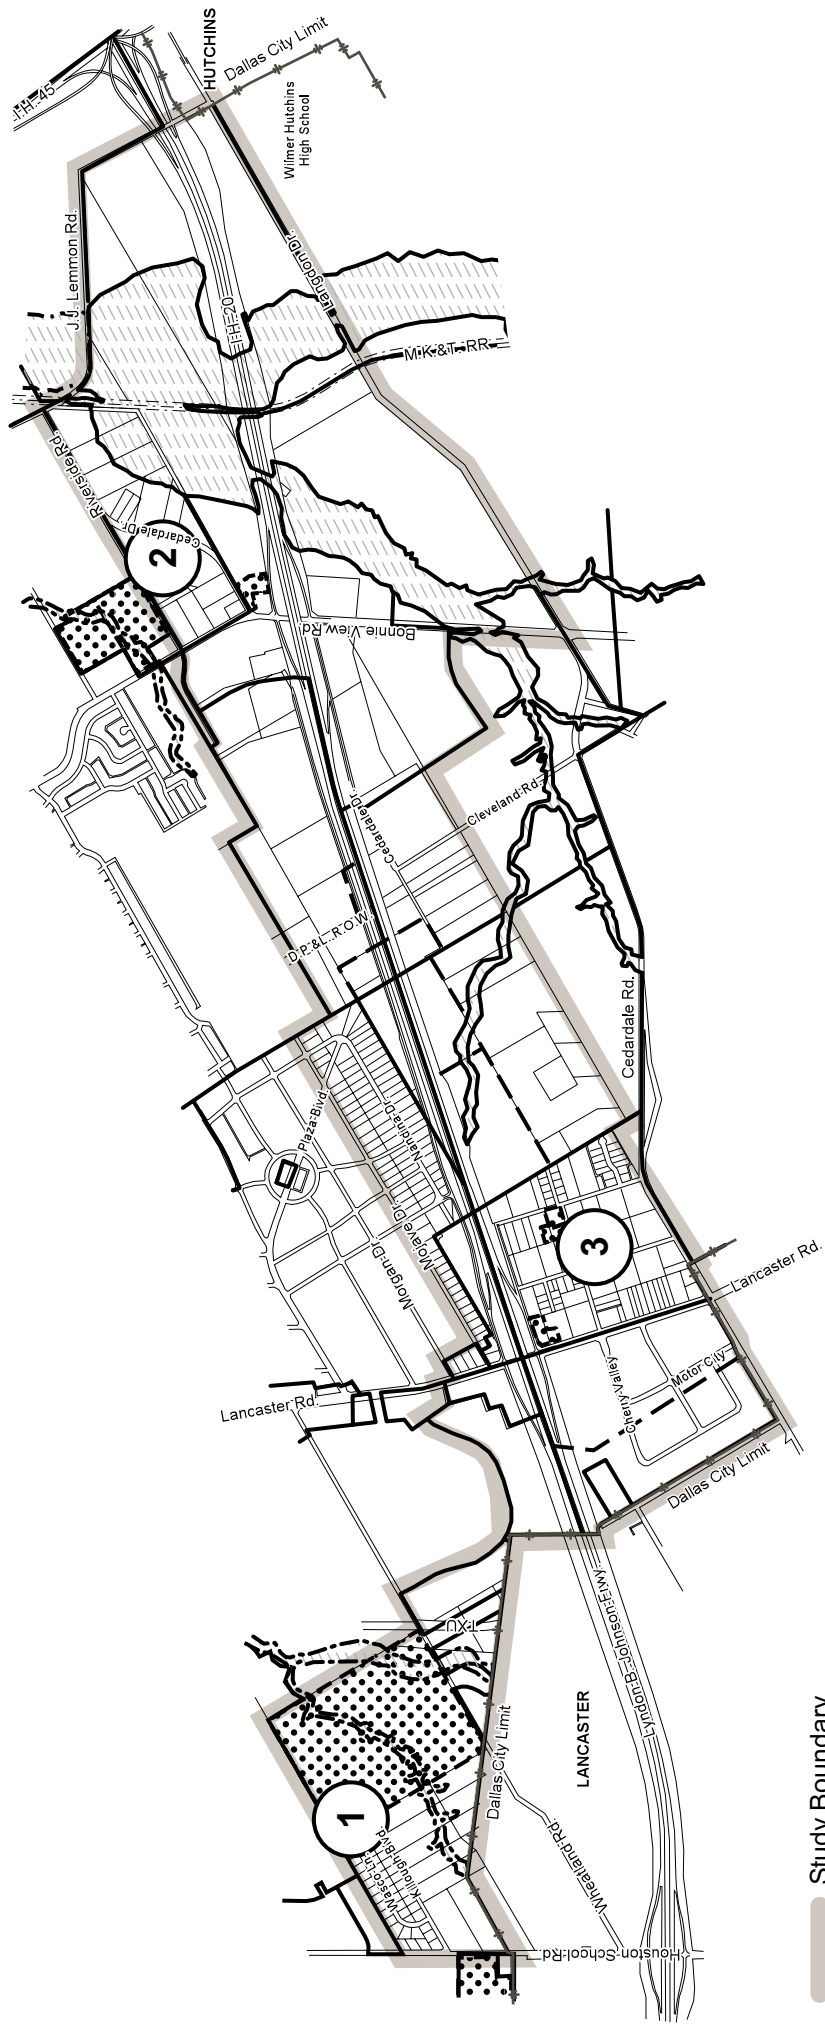 I.H. 45
HUTCHINS
Dallas City Limit
Wilmer Hutchins
High School
J.J. Lemmon Rd.
Langdon Dr.
I.H. 20
M.K.&T. RR
Riverside Rd.
Cedardale Dr.
2
Bonnie View Rd.
Cedardale Dr.
Cleveland Rd.
D.P.&L. R.O.W.
Cedardale Rd.
Plaza Blvd.
Nandina Dr.
Mojave Dr.
Morgan Dr.
3
Lancaster Rd.
Lancaster Rd.
Cherry Valley
Motor City
Dallas City Limit
TXU
Lyndon B. Johnson Frwy.
LANCASTER
Dallas City Limit
1
Wasco Ln.
Killough Blvd.
Wheatland Rd.
Houston School Rd.
Study Boundary